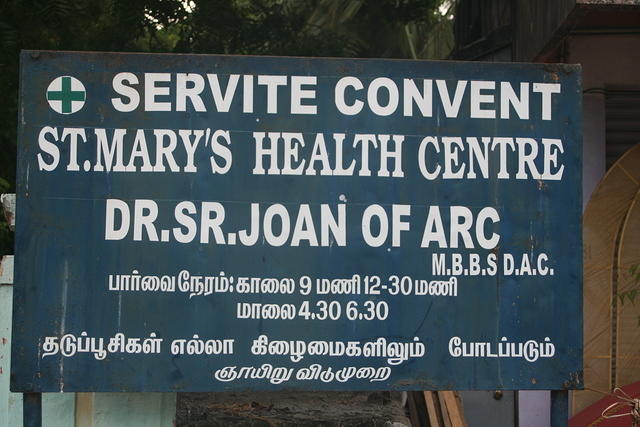 SERVITE CONVENT
ST.MARY'S HEALTH CENTRE
DR.SR.JOAN OF ARC
M.B.B.S D.A.C.
பார்வைநேரம்:காலை 9 மணி 12-30 மணி
மாலை 4.30 6.30
தடுப்பூசிகள் எல்லா கிழைமைகளிலும் போடப்படும்
ஞாயிறு விடுமுறை